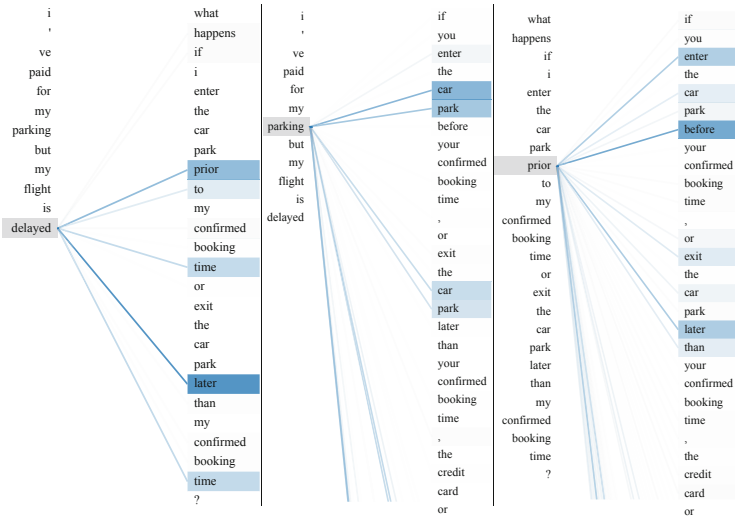 i
'
ve
paid
for
my
parking
but
my
flight
is
delayed
what
happens
if
i
enter
the
car
park
prior
to
my
confirmed
booking
time
or
exit
the
car
park
later
than
my
confirmed
booking
time
?
i
'
ve
paid
for
my
parking
but
my
flight
is
delayed
if
you
enter
the
car
park
before
your
confirmed
booking
time
,
or
exit
the
car
park
later
than
your
confirmed
booking
time
,
the
credit
card
or
what
happens
if
i
enter
the
car
park
prior
to
my
confirmed
booking
time
or
exit
the
car
park
later
than
my
confirmed
booking
time
?
if
you
enter
the
car
park
before
your
confirmed
booking
time
,
or
exit
the
car
park
later
than
your
confirmed
booking
time
,
the
credit
card
or